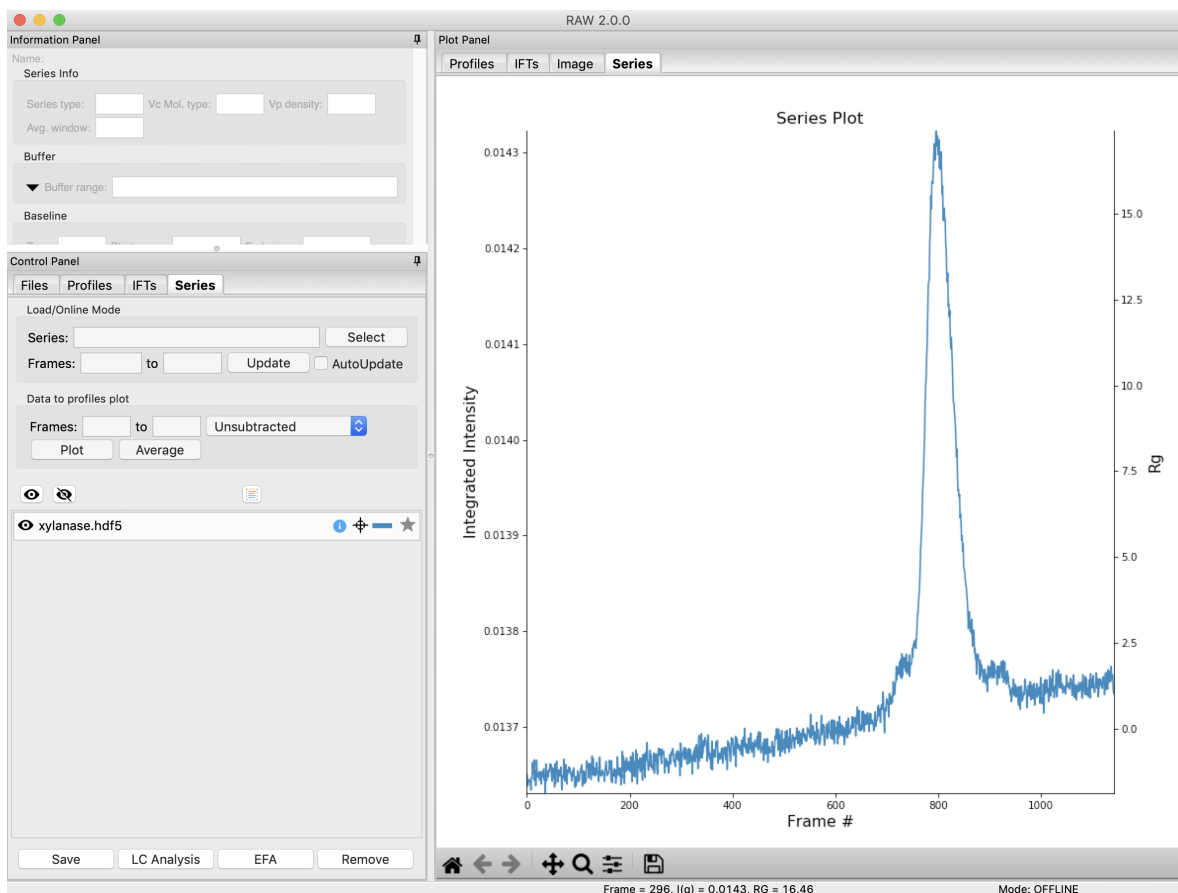 RAW 2.0.0
Information Panel
Name:
Series Info
Series type: Vc Mol. type: Vp density:
Avg. window:
Buffer
Buffer range:
Baseline
Control Panel
Files Profiles IFTs Series
Load/Online Mode
Series: Select
Frames: to Update AutoUpdate
Data to profiles plot
Frames: to Unsubtracted
Plot Average
xylanase.hdf5
Save LC Analysis EFA Remove
Plot Panel
Profiles IFTs Image Series
Series Plot
0.0143
0.0142
0.0141
0.0140
0.0139
0.0138
0.0137
Integrated Intensity
15.0
12.5
10.0
7.5
5.0
2.5
0.0
Rg
0 200 400 600 800 1000
Frame #
Frame = 296, I(q) = 0.0143, RG = 16.46 Mode: OFFLINE